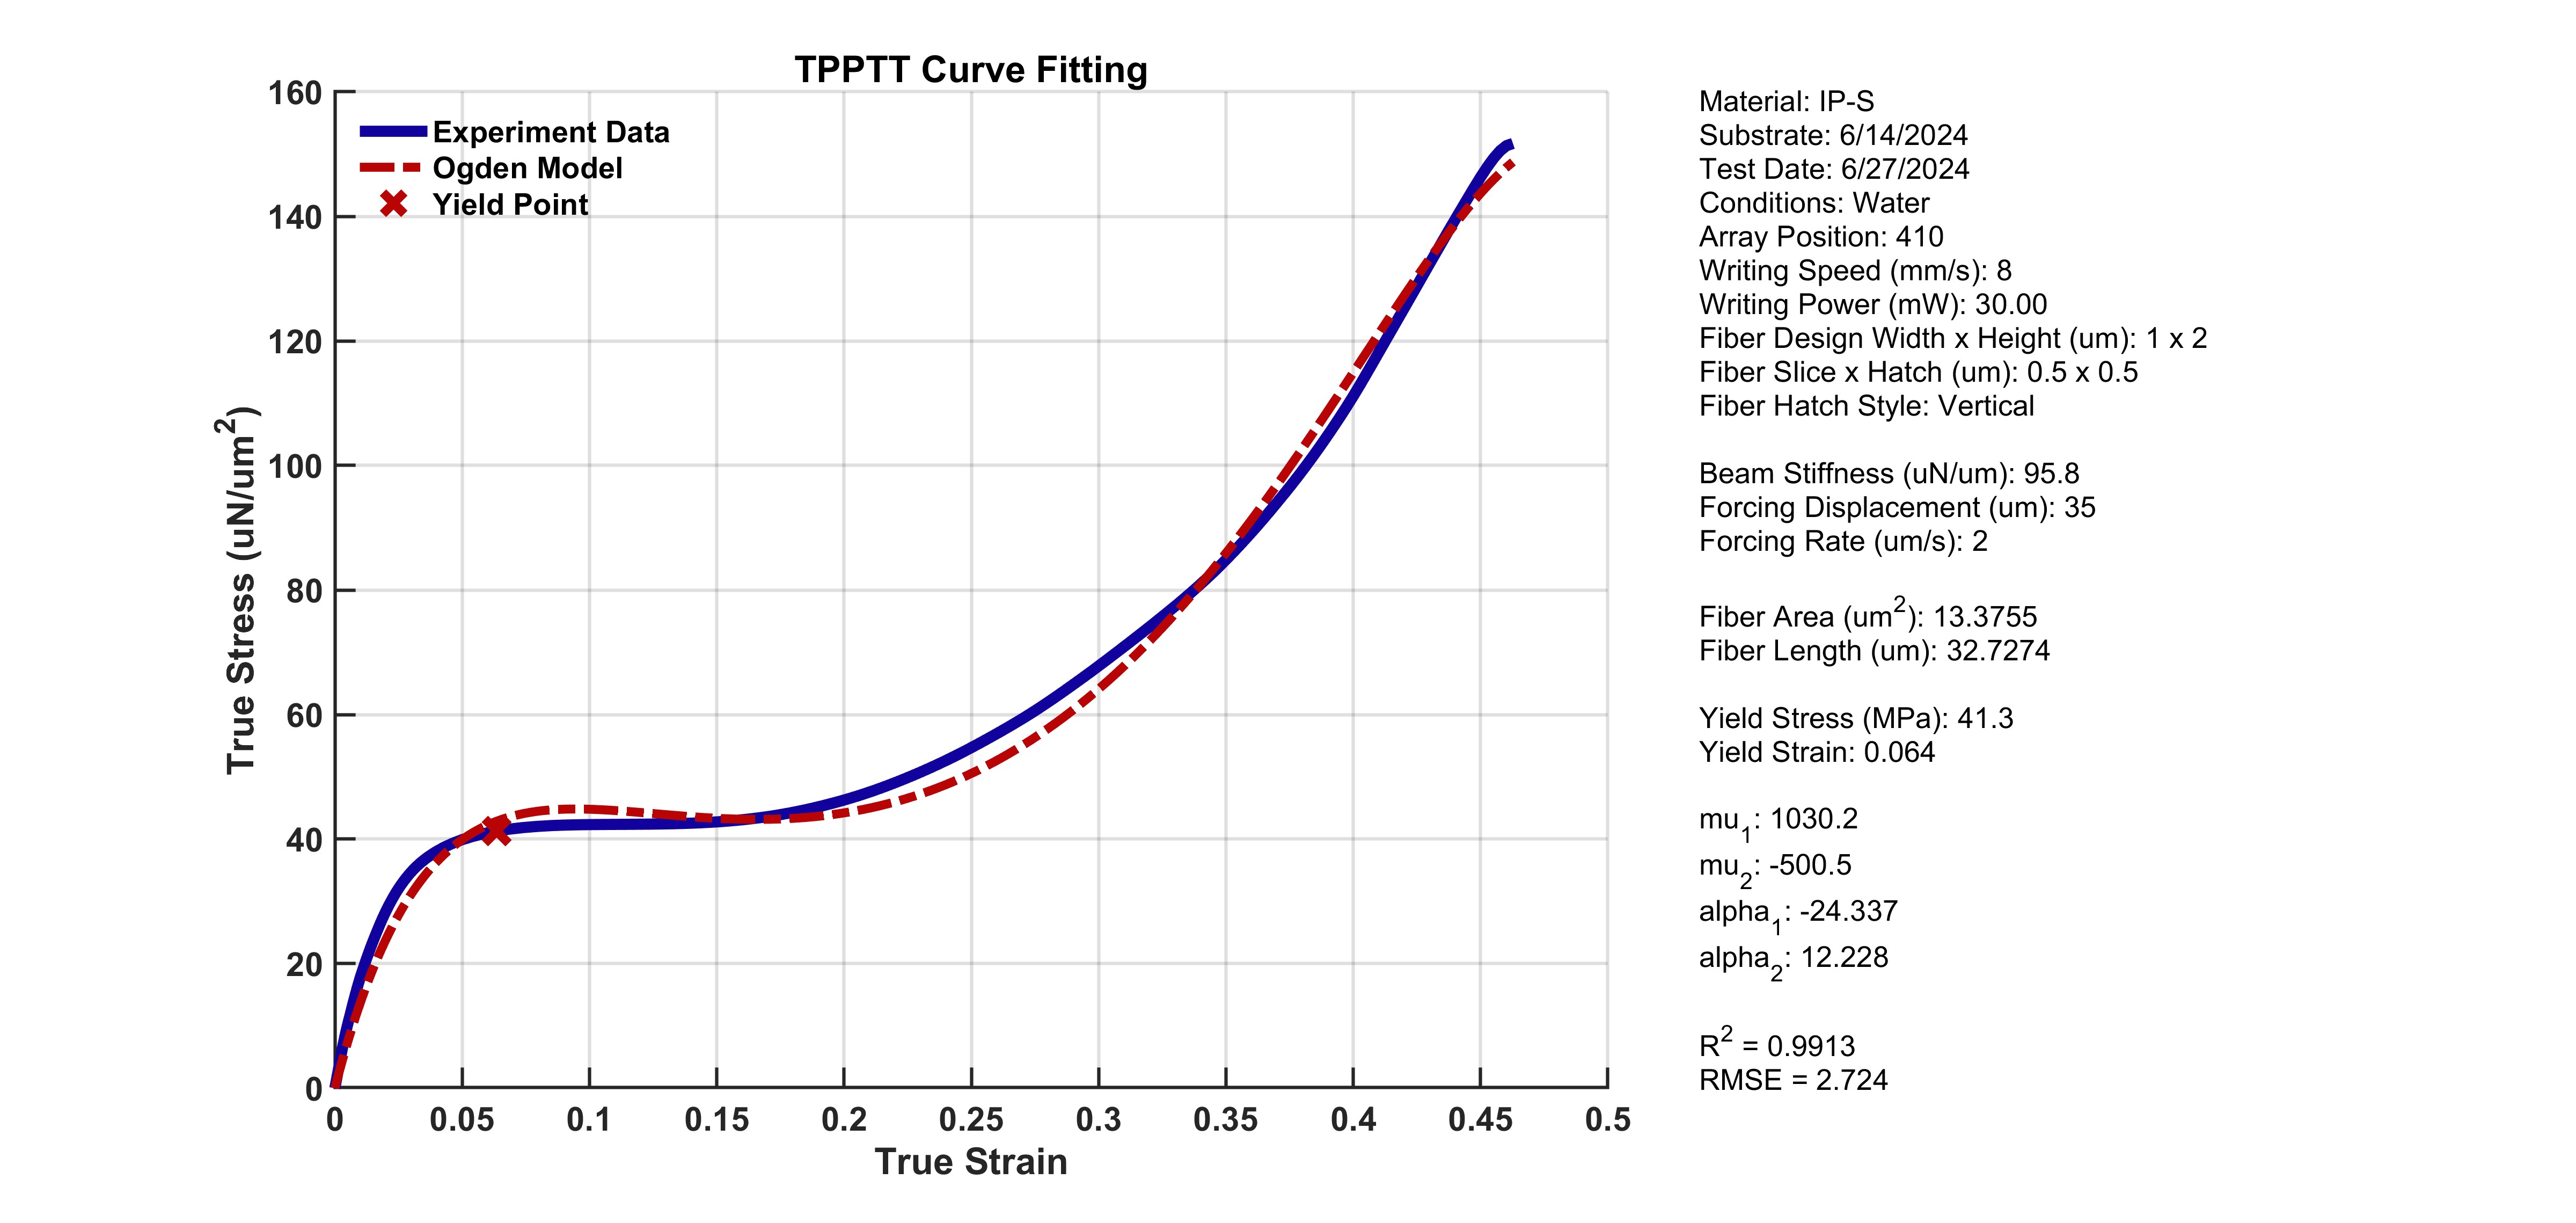 TPPTT Curve Fitting
160
140
120
100
80
60
40
20
0
True Stress (uN/um²)
Experiment Data
Ogden Model
Yield Point
0 0.05 0.1 0.15 0.2 0.25 0.3 0.35 0.4 0.45 0.5
True Strain
Material: IP-S
Substrate: 6/14/2024
Test Date: 6/27/2024
Conditions: Water
Array Position: 410
Writing Speed (mm/s): 8
Writing Power (mW): 30.00
Fiber Design Width x Height (um): 1 x 2
Fiber Slice x Hatch (um): 0.5 x 0.5
Fiber Hatch Style: Vertical
Beam Stiffness (uN/um): 95.8
Forcing Displacement (um): 35
Forcing Rate (um/s): 2
Fiber Area (um²): 13.3755
Fiber Length (um): 32.7274
Yield Stress (MPa): 41.3
Yield Strain: 0.064
mu₁: 1030.2
mu₂: -500.5
alpha₁: -24.337
alpha₂: 12.228
R² = 0.9913
RMSE = 2.724